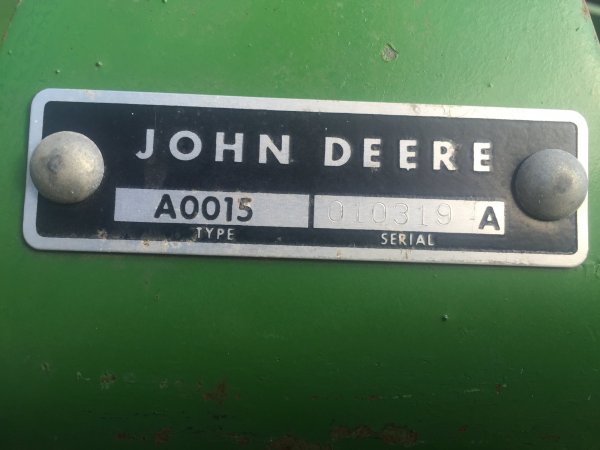 JOHN DEERE
A0015 010319 A
TYPE SERIAL